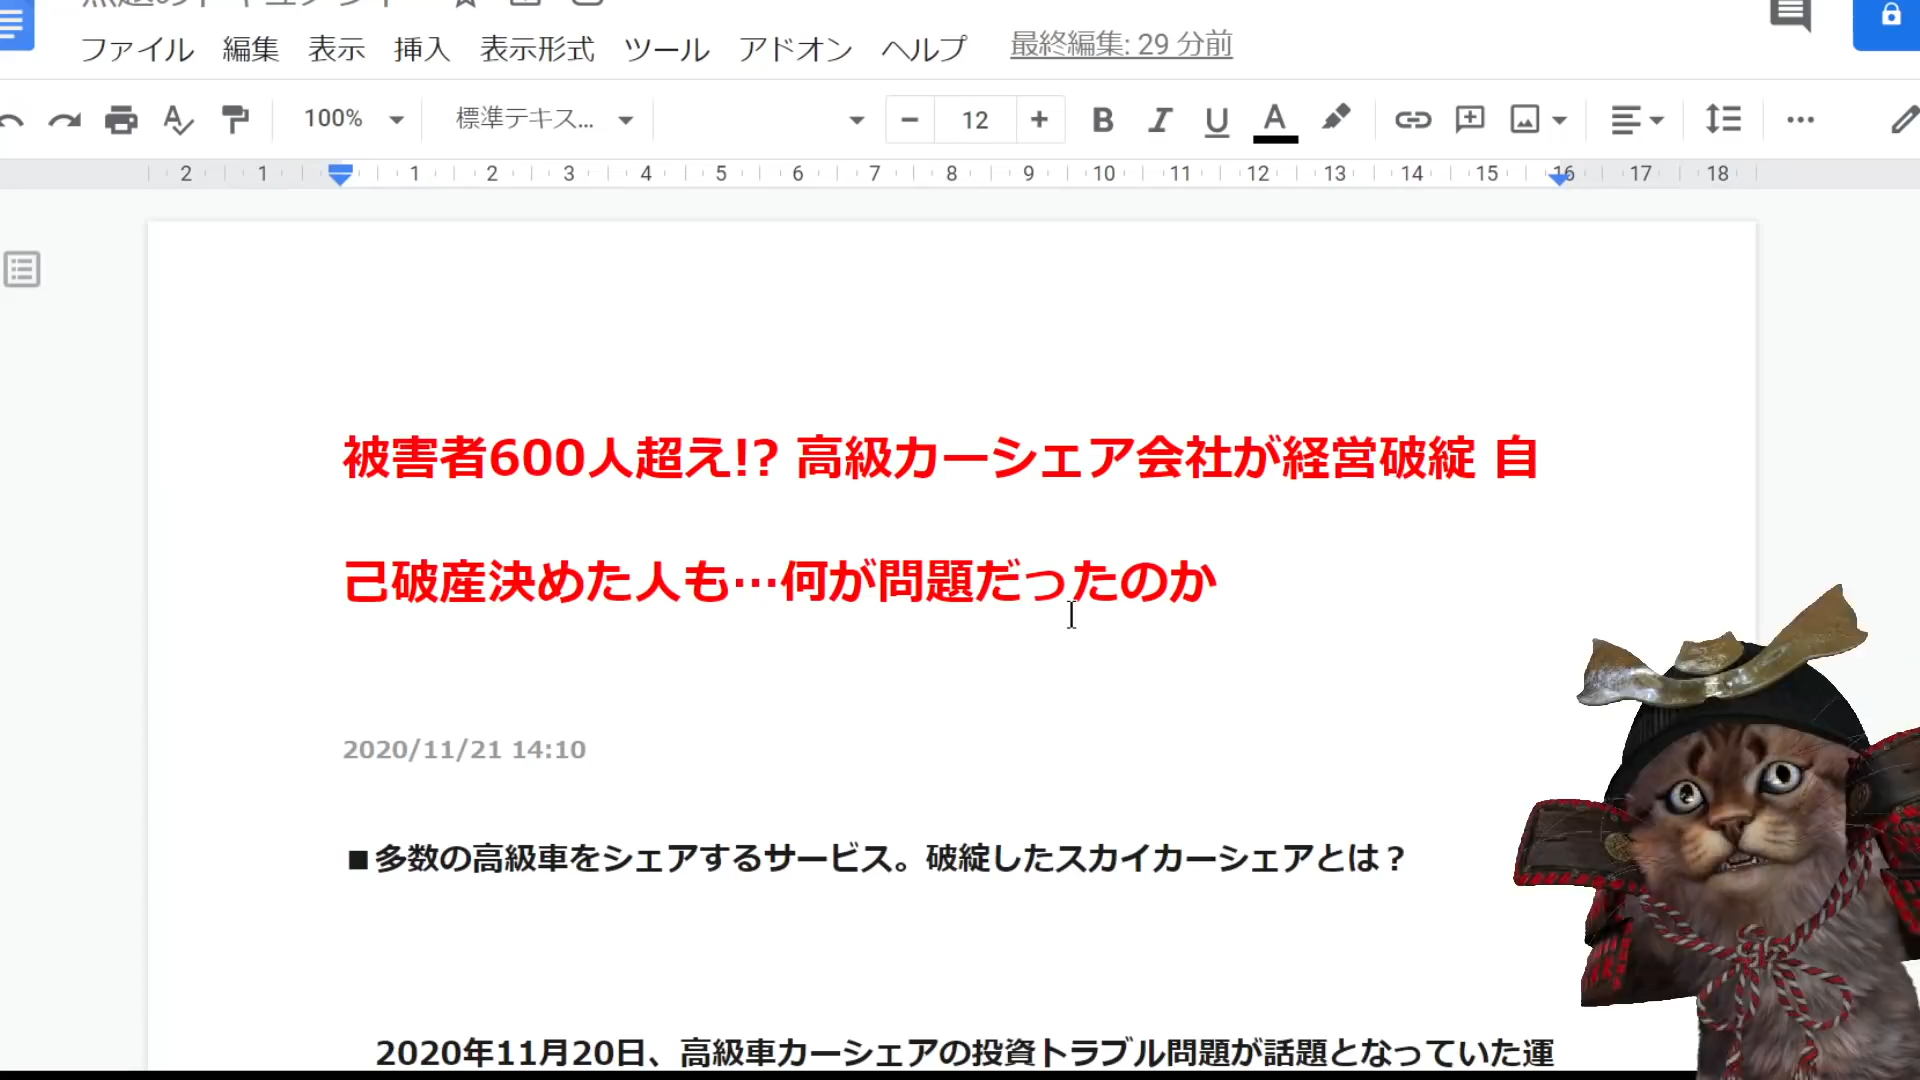 ファイル 編集 表示 挿入 表示形式 ツール アドオン ヘルプ 最終編集: 29 分前
100% 標準テキス... 12 B I U A
2 1 1 2 3 4 5 6 7 8 9 10 11 12 13 14 15 16 17 18
被害者600人超え!? 高級カーシェア会社が経営破綻 自
己破産決めた人も…何が問題だったのか
2020/11/21 14:10
■多数の高級車をシェアするサービス。破綻したスカイカーシェアとは？
2020年11月20日、高級車カーシェアの投資トラブル問題が話題となっていた運